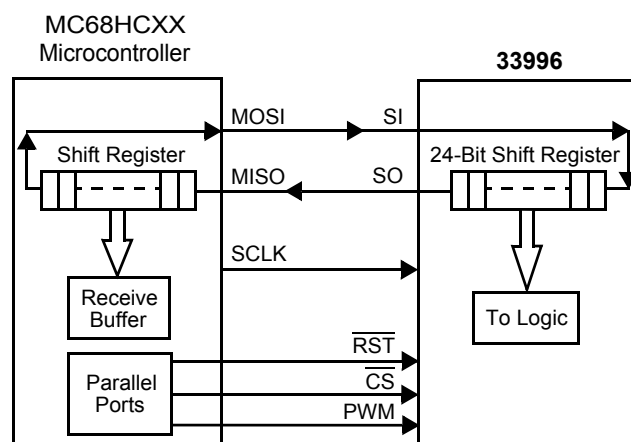 MC68HCXX
Microcontroller
33996
MOSI SI
Shift Register
24-Bit Shift Register
MISO SO
SCLK
Receive
Buffer
To Logic
RST
Parallel
Ports
CS
PWM